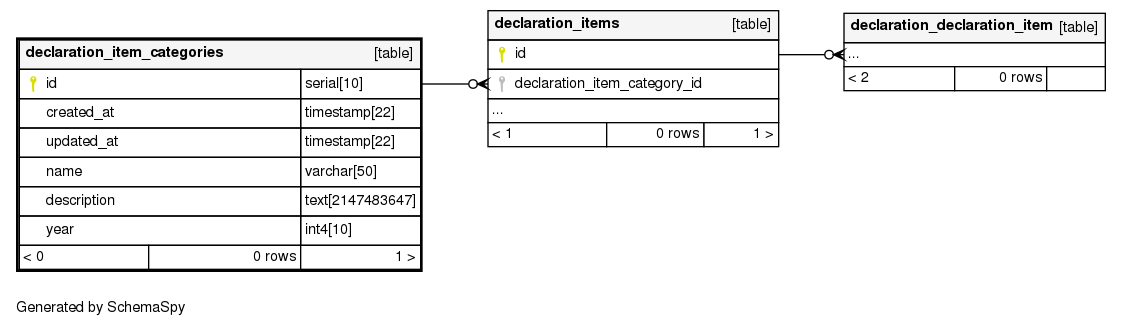 declaration_item_categories [table]
id serial[10]
created_at timestamp[22]
updated_at timestamp[22]
name varchar[50]
description text[2147483647]
year int4[10]
< 0 0 rows 1 >
declaration_items [table]
id
declaration_item_category_id
...
< 1 0 rows 1 >
declaration_declaration_item [table]
...
< 2 0 rows
Generated by SchemaSpy